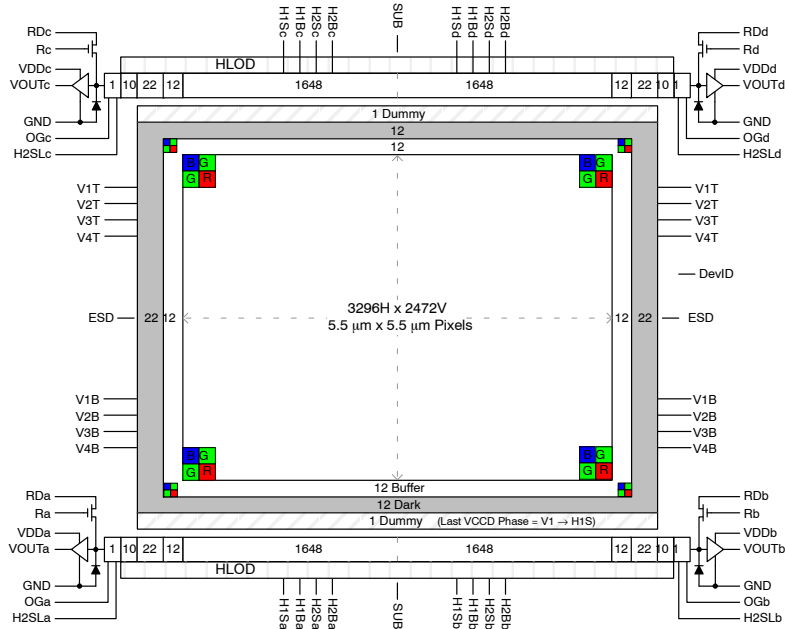 H1Sc H1Bc H2Sc H2Bc SUB H1Sd H1Bd H2Sd H2Bd
RDc RDd
Rc Rd
HLOD
VDDc VDDd
VOUTc 1 10 22 12 1648 1648 12 22 10 1 VOUTd
GND 1 Dummy GND
OGc 12 OGd
H2SLc 12 H2SLd
B G B G
G R G R
V1T V1T
V2T V2T
V3T V3T
V4T V4T
DevID
3296H x 2472V
ESD 22 12 12 22 ESD
5.5 μm x 5.5 μm Pixels
V1B V1B
V2B V2B
V3B V3B
V4B V4B
B G B G
G R G R
12 Buffer
RDa 12 Dark RDb
Ra 1 Dummy (Last VCCD Phase = V1 → H1S) Rb
VDDa VDDb
VOUTa 1 10 22 12 1648 1648 12 22 10 1 VOUTb
HLOD
GND GND
OGa OGb
H2SLa H2SLb
H1Sa H1Ba H2Sa H2Ba SUB H1Sb H1Bb H2Sb H2Bb